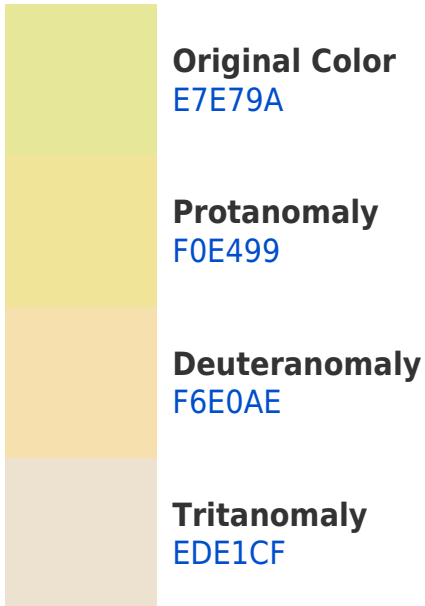 Original Color
E7E79A
Protanomaly
F0E499
Deuteranomaly
F6E0AE
Tritanomaly
EDE1CF